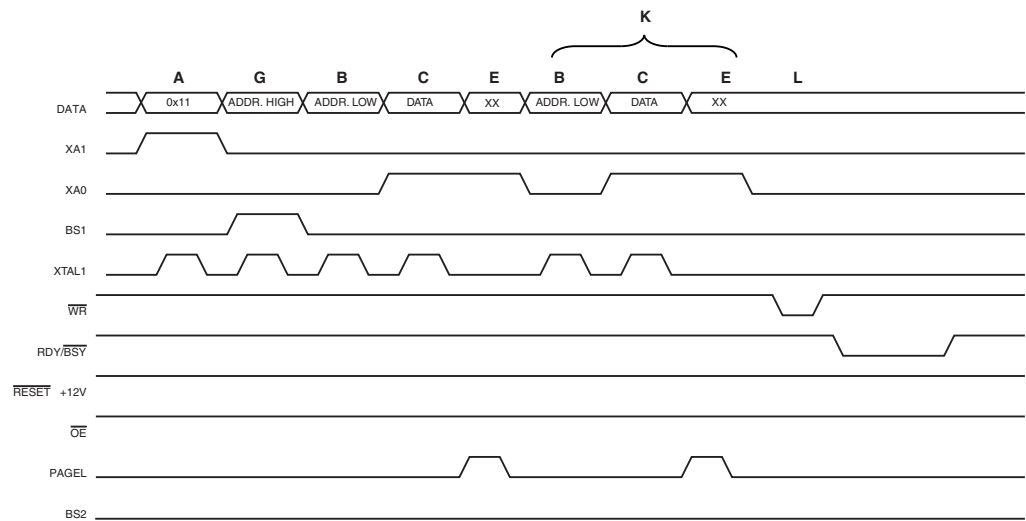 K
A G B C E B C E L
DATA 0x11 ADDR. HIGH ADDR. LOW DATA XX ADDR. LOW DATA XX
XA1
XA0
BS1
XTAL1
WR
RDY/BSY
RESET +12V
OE
PAGEL
BS2